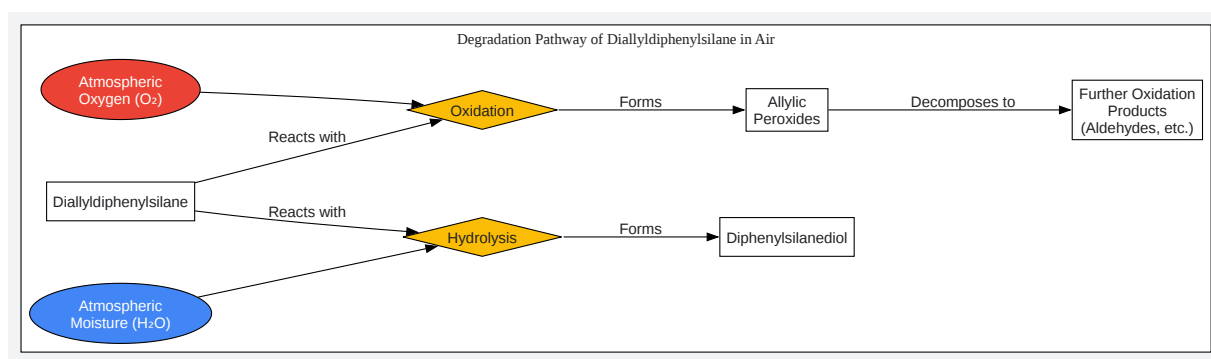 Degradation Pathway of Diallyldiphenylsilane in Air
Atmospheric
Oxygen (O₂)
Oxidation
Forms
Allylic
Peroxides
Decomposes to
Further Oxidation
Products
(Aldehydes, etc.)
Reacts with
Diallyldiphenylsilane
Reacts with
Hydrolysis
Forms
Diphenylsilanediol
Atmospheric
Moisture (H₂O)